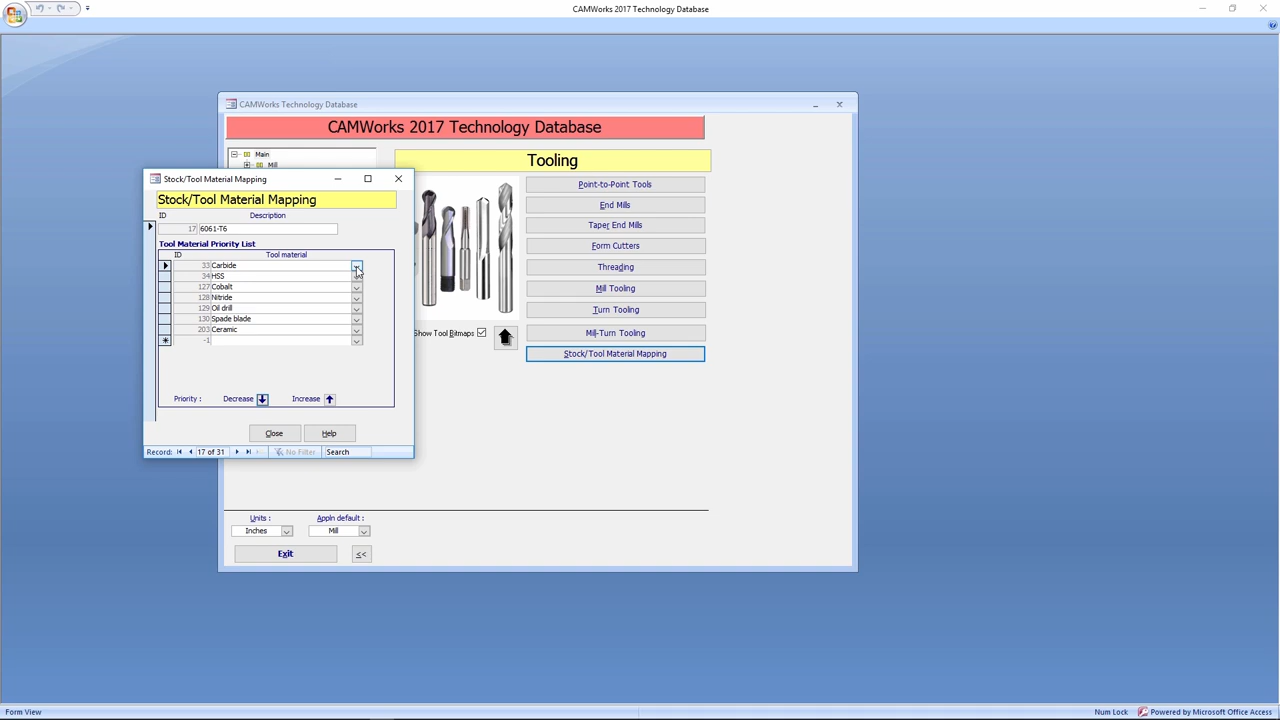 CAMWorks 2017 Technology Database
CAMWorks Technology Database
CAMWorks 2017 Technology Database
Main
Mill
Tooling
Point-to-Point Tools
End Mills
Taper End Mills
Form Cutters
Threading
Mill Tooling
Turn Tooling
Mill-Turn Tooling
Stock/Tool Material Mapping
Show Tool Bitmaps
Stock/Tool Material Mapping
Stock/Tool Material Mapping
ID Description
17 6061-T6
Tool Material Priority List
ID Tool material
33 Carbide
34 HSS
127 Cobalt
128 Nitride
129 Oil drill
130 Spade blade
203 Ceramic
-1
Priority : Decrease Increase
Close Help
Record: 17 of 31 No Filter Search
Units : Appln default :
Inches Mill
Exit <<
Form View Num Lock Powered by Microsoft Office Access